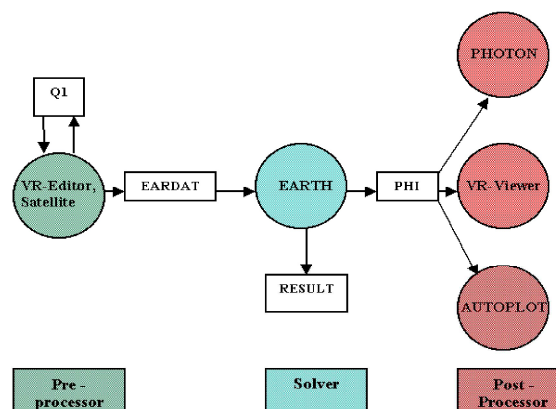 PHOTON
Q1
VR-Editor,
Satellite
EARDAT
EARTH
PHI
VR-Viewer
RESULT
AUTOPLOT
Pre -
processor
Solver
Post -
Processor